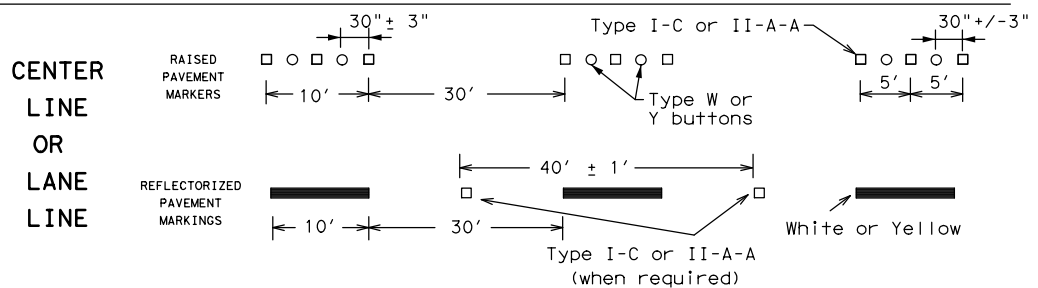 CENTER
LINE
OR
LANE
LINE
RAISED
PAVEMENT
MARKERS
30"± 3"
10'
30'
Type I-C or II-A-A
30"+/-3"
5'
5'
Type W or
Y buttons
REFLECTORIZED
PAVEMENT
MARKINGS
40' ± 1'
10'
30'
Type I-C or II-A-A
(when required)
White or Yellow